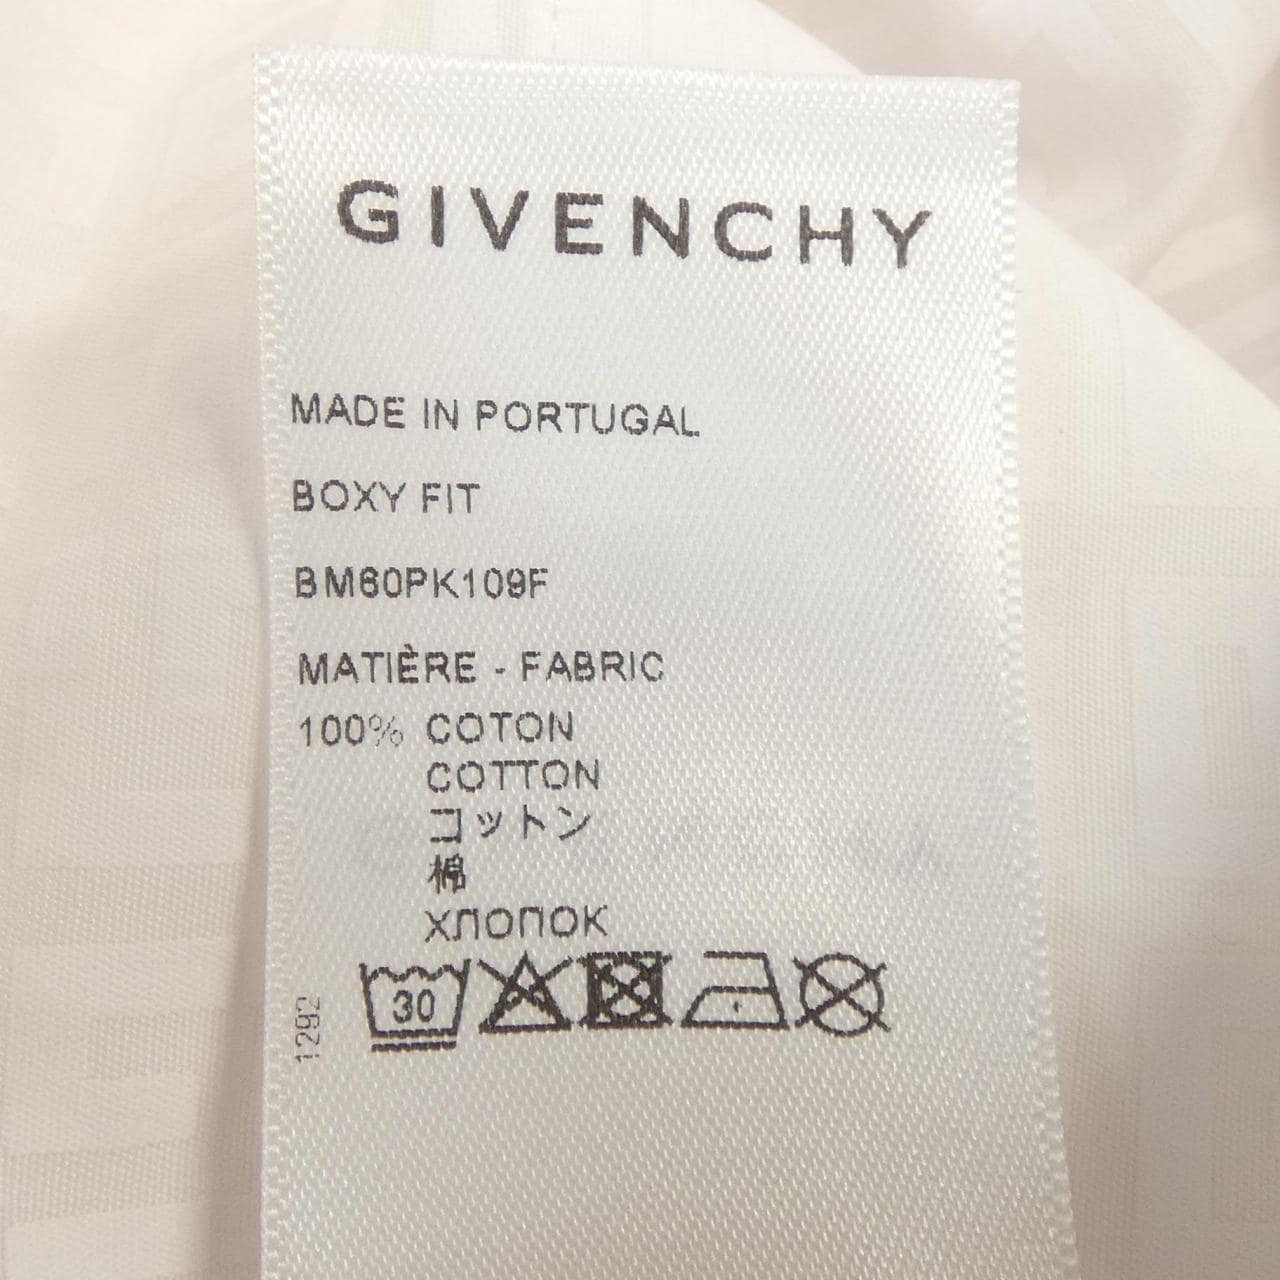 GIVENCHY
MADE IN PORTUGAL
BOXY FIT
BM60PK109F
MATIÈRE - FABRIC
100% COTON
COTTON
コットン
棉
ХЛОПОК
30
1292